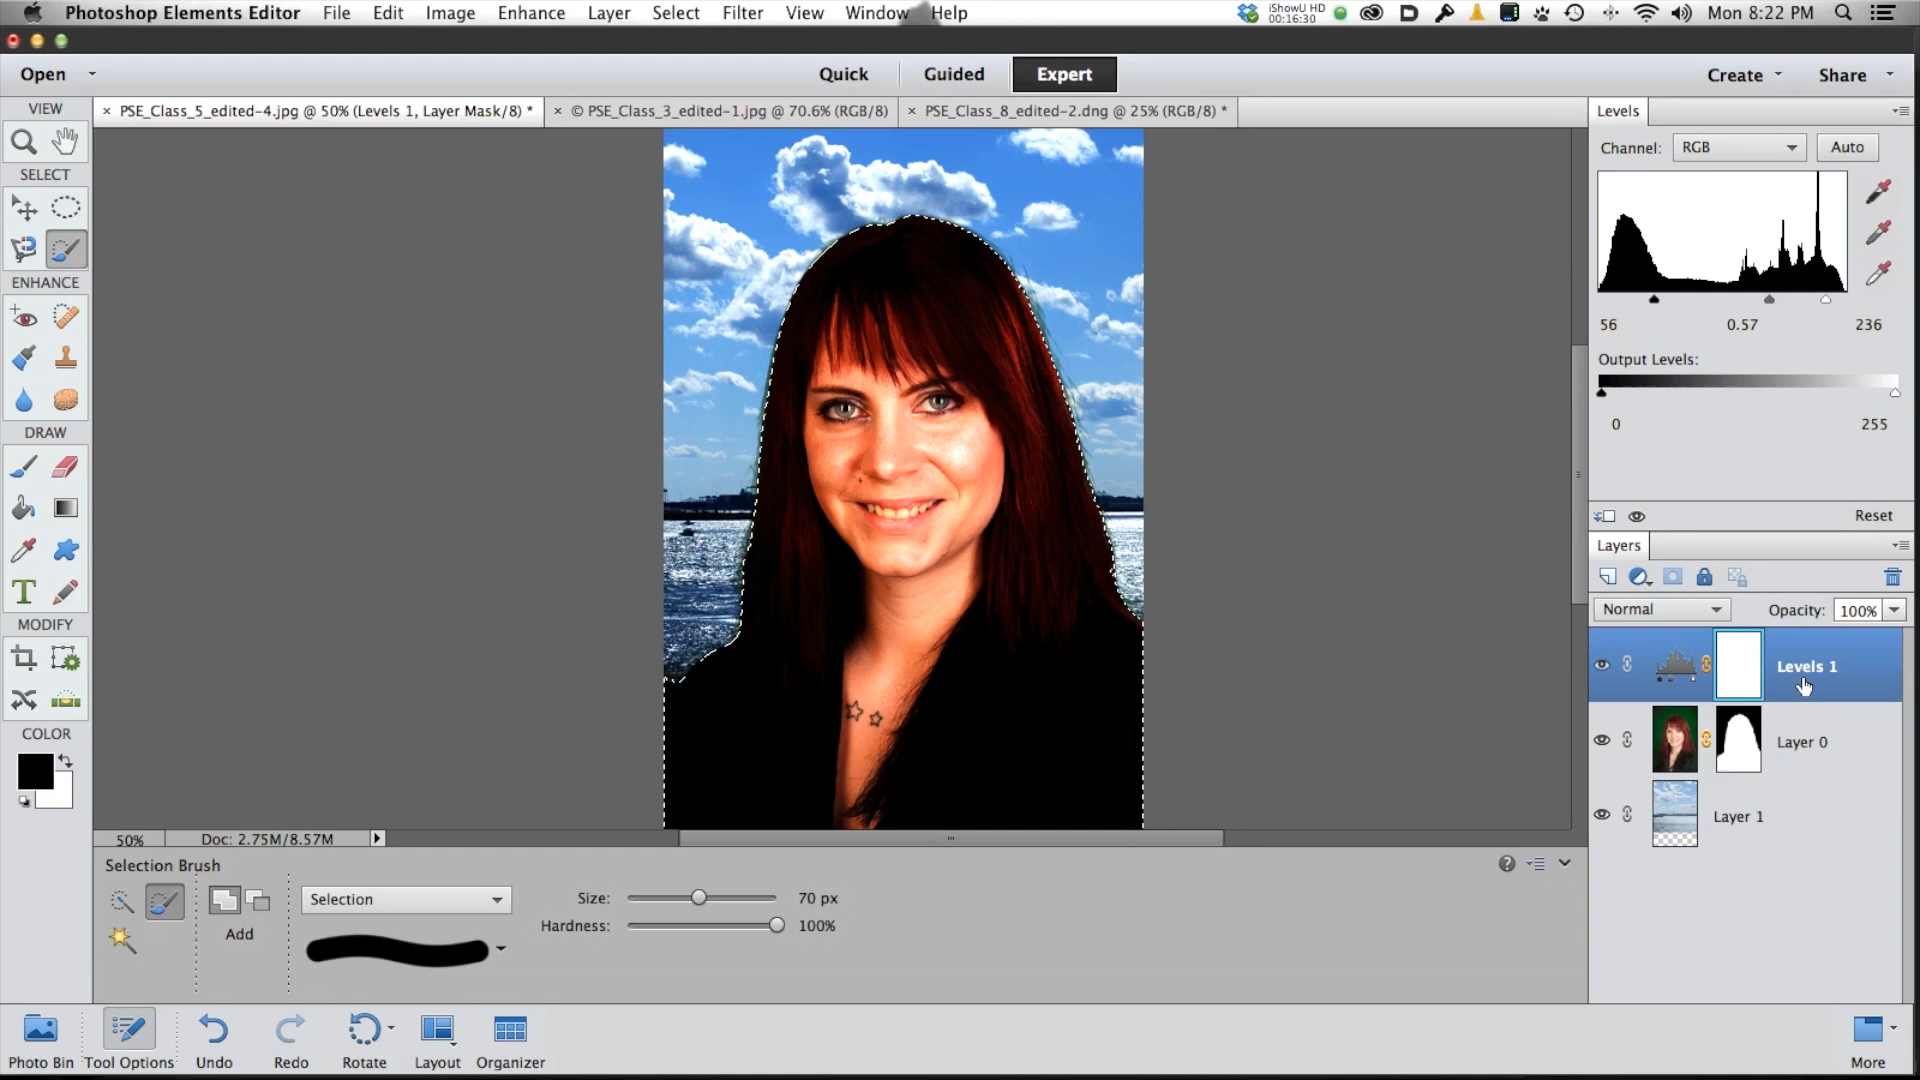 Photoshop Elements Editor File Edit Image Enhance Layer Select Filter View Window Help iShowU HD 00:16:30 Mon 8:22 PM
Open Quick Guided Expert Create Share
VIEW
× PSE_Class_5_edited-4.jpg @ 50% (Levels 1, Layer Mask/8) * × © PSE_Class_3_edited-1.jpg @ 70.6% (RGB/8) × PSE_Class_8_edited-2.dng @ 25% (RGB/8) *
Levels
Channel: RGB Auto
SELECT
ENHANCE
56 0.57 236
Output Levels:
0 255
DRAW
T
Reset
Layers
Normal Opacity: 100%
MODIFY
Levels 1
COLOR
Layer 0
Layer 1
50% Doc: 2.75M/8.57M
Selection Brush
Selection Size: 70 px
Add Hardness: 100%
Photo Bin Tool Options Undo Redo Rotate Layout Organizer More